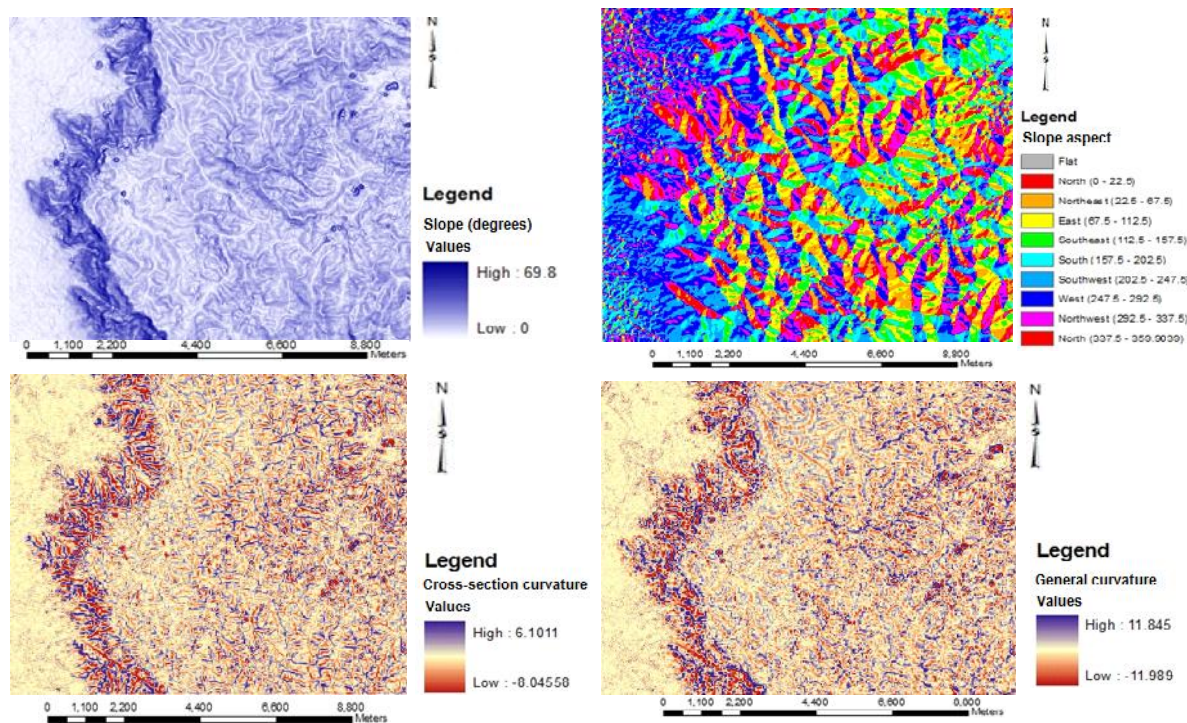 N
S
Legend
Slope (degrees)
Values
High : 69.8
Low : 0
0 1,100 2,200 4,400 6,600 8,800
Meters
N
S
Legend
Slope aspect
Flat
North (0 - 22.5)
Northeast (22.5 - 67.5)
East (67.5 - 112.5)
Southeast (112.5 - 157.5)
South (157.5 - 202.5)
Southwest (202.5 - 247.5)
West (247.5 - 292.5)
Northwest (292.5 - 337.5)
North (337.5 - 359.9039)
0 1,100 2,200 4,400 6,600 8,800
Meters
N
S
Legend
Cross-section curvature
Values
High : 6.1011
Low : -8.04558
0 1,100 2,200 4,400 6,600 8,800
Meters
N
S
Legend
General curvature
Values
High : 11.845
Low : -11.989
0 1,100 2,200 4,400 6,600 8,800
Meters